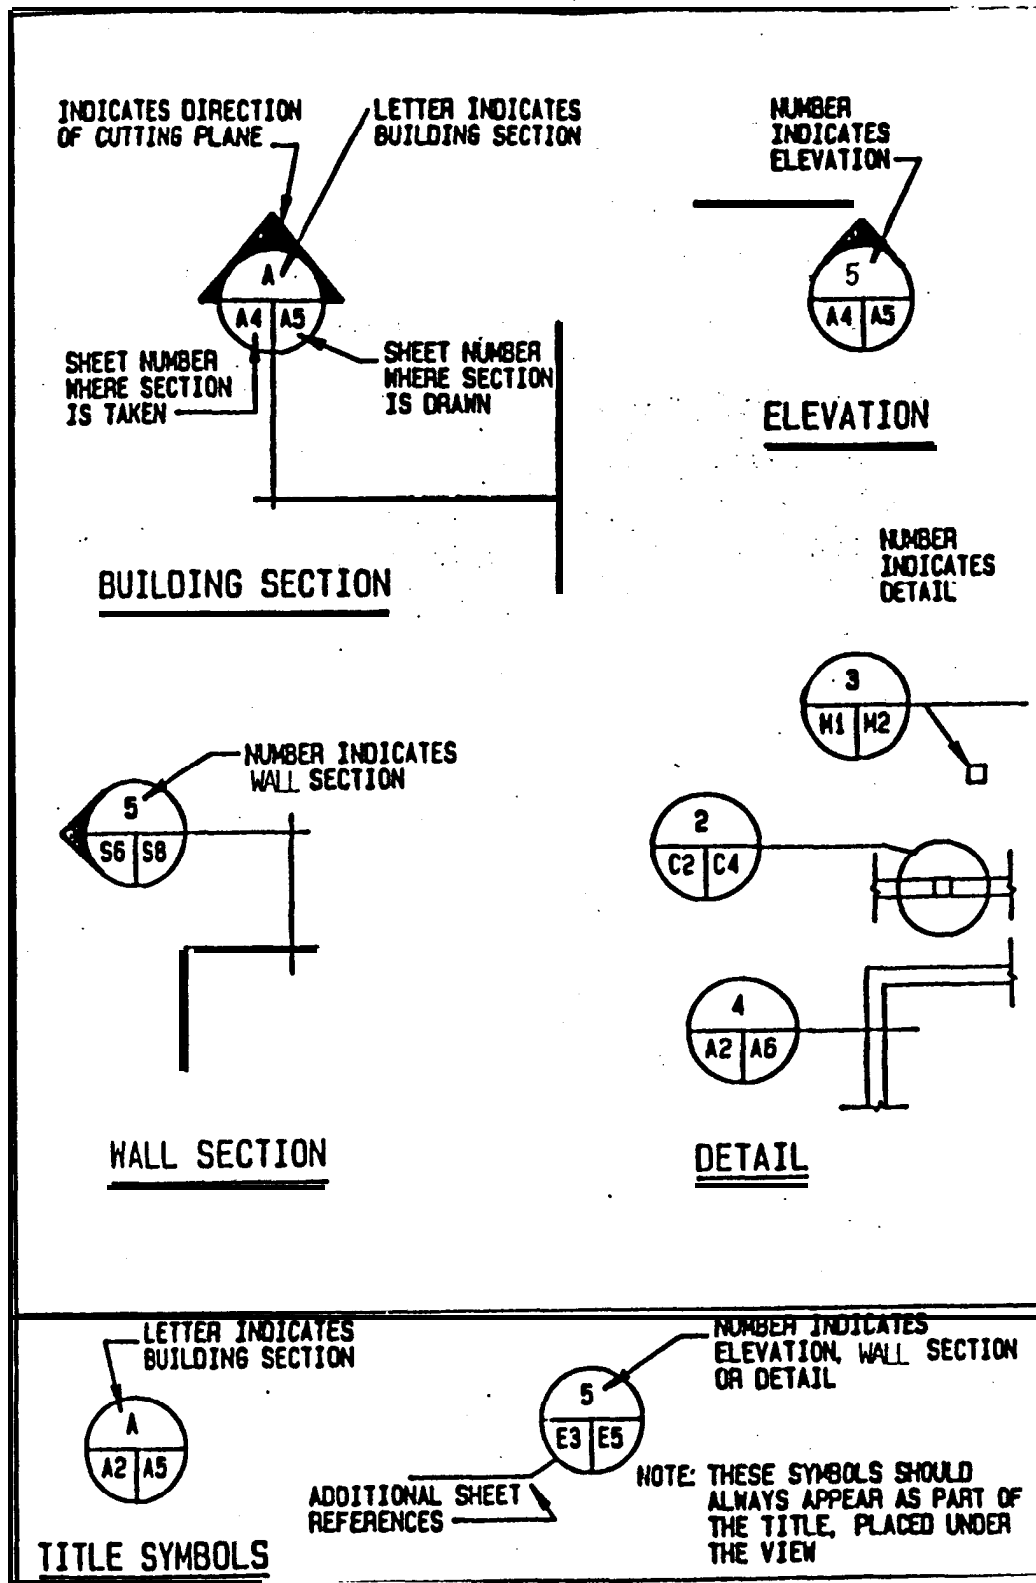 INDICATES DIRECTION
OF CUTTING PLANE
LETTER INDICATES
BUILDING SECTION
A
A4 A5
SHEET NUMBER
WHERE SECTION
IS TAKEN
SHEET NUMBER
WHERE SECTION
IS DRAWN
BUILDING SECTION
NUMBER
INDICATES
ELEVATION
5
A4 A5
ELEVATION
NUMBER INDICATES
WALL SECTION
5
S6 S8
WALL SECTION
NUMBER
INDICATES
DETAIL
3
M1 M2
2
C2 C4
4
A2 A6
DETAIL
LETTER INDICATES
BUILDING SECTION
A
A2 A5
NUMBER INDICATES
ELEVATION, WALL SECTION
OR DETAIL
5
E3 E5
ADDITIONAL SHEET
REFERENCES
NOTE: THESE SYMBOLS SHOULD
ALWAYS APPEAR AS PART OF
THE TITLE, PLACED UNDER
THE VIEW
TITLE SYMBOLS